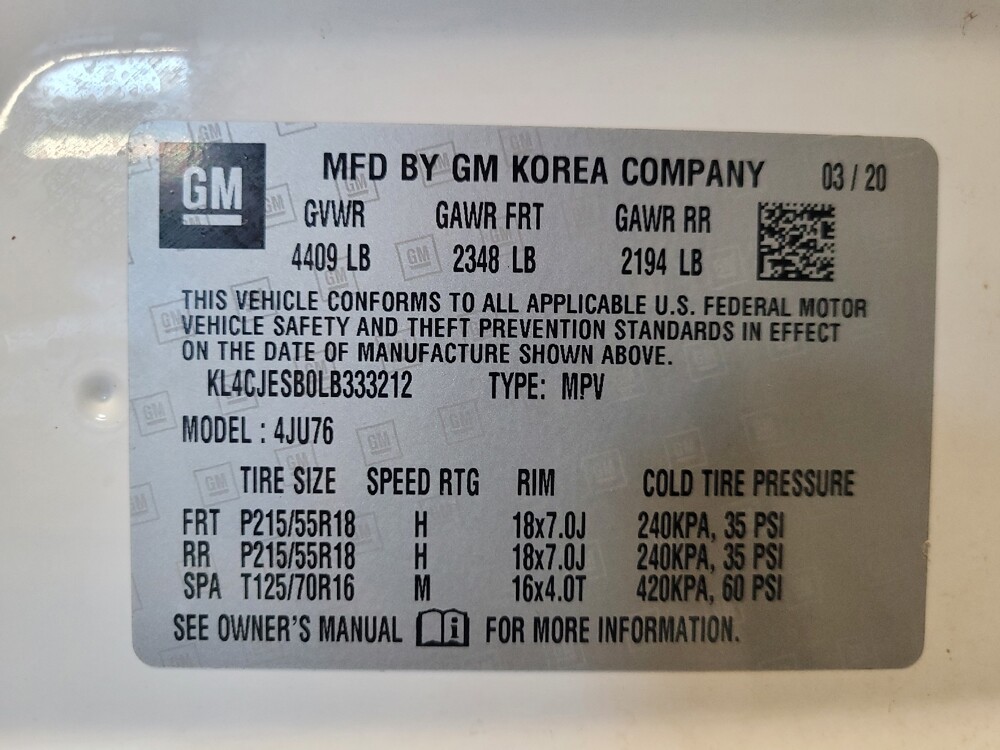 GM
MFD BY GM KOREA COMPANY 03 / 20
GVWR GAWR FRT GAWR RR
4409 LB 2348 LB 2194 LB
THIS VEHICLE CONFORMS TO ALL APPLICABLE U.S. FEDERAL MOTOR
VEHICLE SAFETY AND THEFT PREVENTION STANDARDS IN EFFECT
ON THE DATE OF MANUFACTURE SHOWN ABOVE.
KL4CJESB0LB333212 TYPE: MPV
MODEL : 4JU76
TIRE SIZE SPEED RTG RIM COLD TIRE PRESSURE
FRT P215/55R18 H 18x7.0J 240KPA, 35 PSI
RR P215/55R18 H 18x7.0J 240KPA, 35 PSI
SPA T125/70R16 M 16x4.0T 420KPA, 60 PSI
SEE OWNER'S MANUAL i FOR MORE INFORMATION.